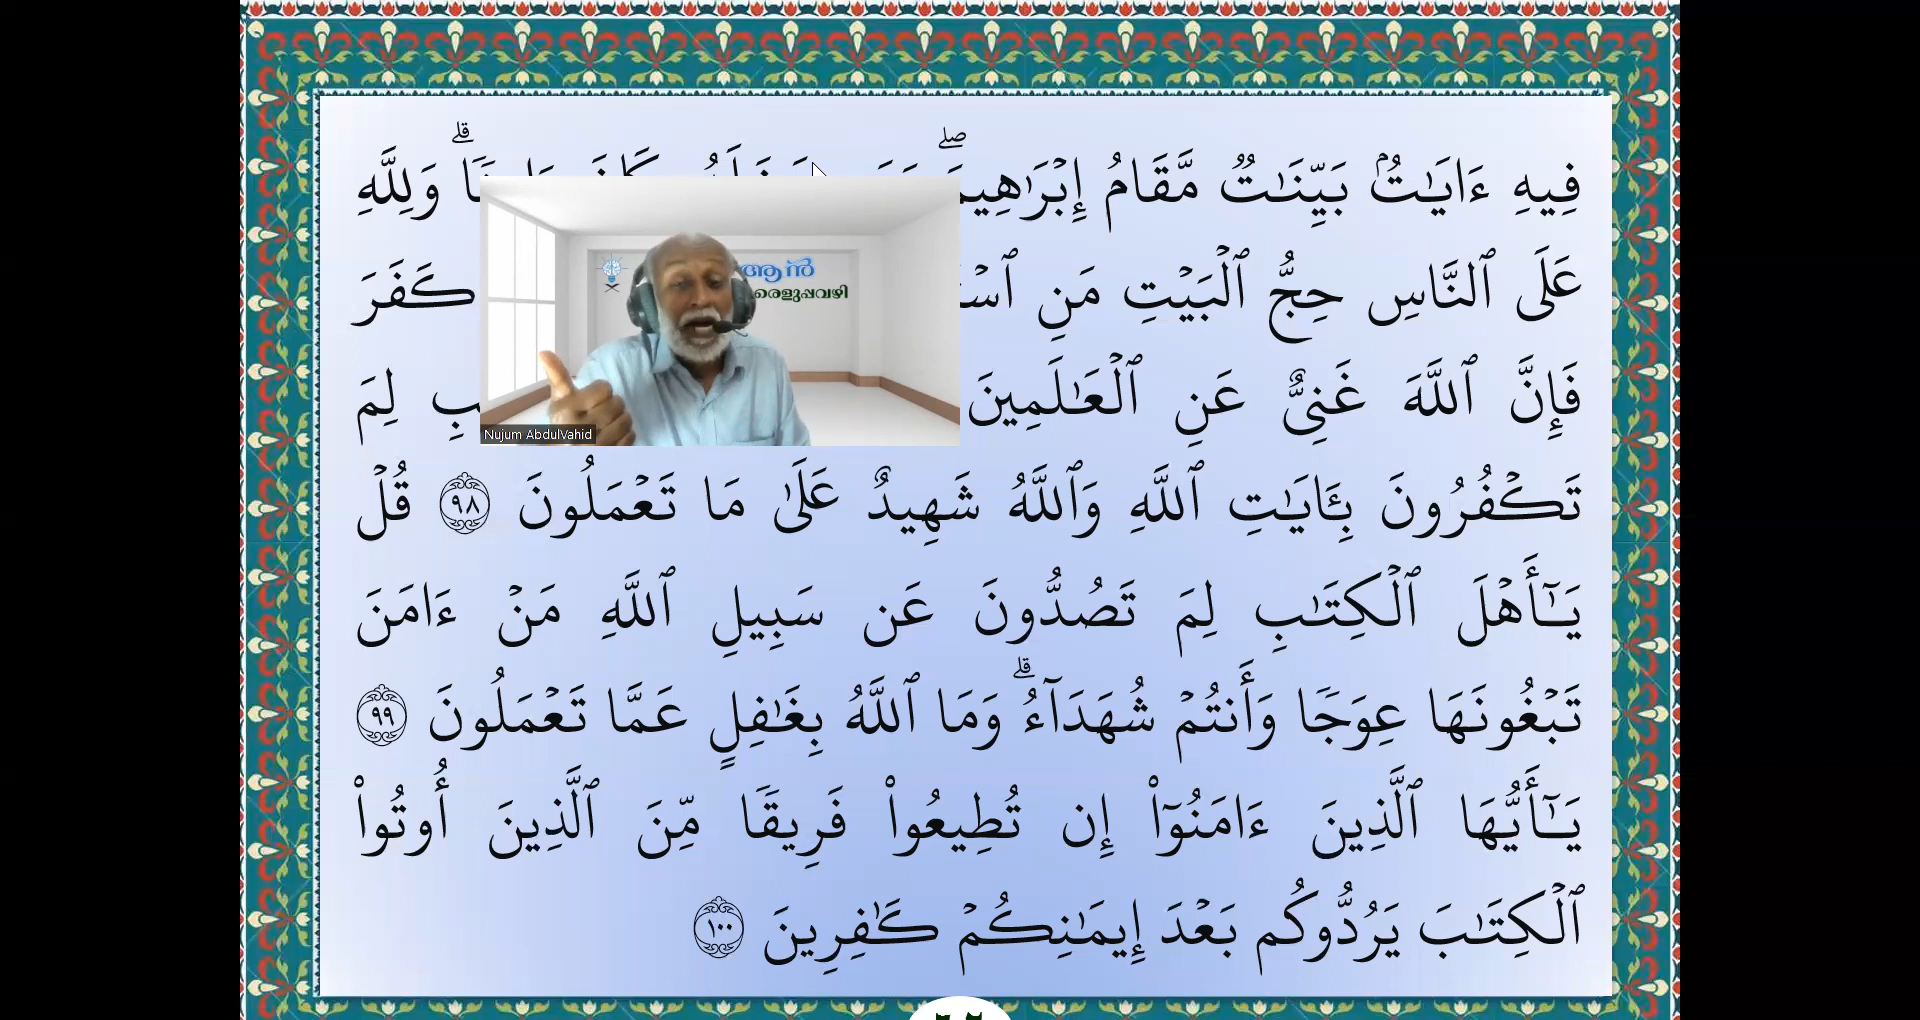 فِيهِ ءَايَٰتُۢ بَيِّنَٰتٞ مَّقَامُ إِبۡرَٰهِيمَۖ وَلِلَّهِ
عَلَى ٱلنَّاسِ حِجُّ ٱلۡبَيۡتِ مَنِ كَفَرَ
فَإِنَّ ٱللَّهَ غَنِيٌّ عَنِ ٱلۡعَٰلَمِينَ لِمَ
تَكۡفُرُونَ بِـَٔايَٰتِ ٱللَّهِ وَٱللَّهُ شَهِيدٌ عَلَىٰ مَا تَعۡمَلُونَ ٩٨ قُلۡ
يَٰٓأَهۡلَ ٱلۡكِتَٰبِ لِمَ تَصُدُّونَ عَن سَبِيلِ ٱللَّهِ مَنۡ ءَامَنَ
تَبۡغُونَهَا عِوَجٗا وَأَنتُمۡ شُهَدَآءُۗ وَمَا ٱللَّهُ بِغَٰفِلٍ عَمَّا تَعۡمَلُونَ ٩٩
يَٰٓأَيُّهَا ٱلَّذِينَ ءَامَنُوٓاْ إِن تُطِيعُواْ فَرِيقٗا مِّنَ ٱلَّذِينَ أُوتُواْ
ٱلۡكِتَٰبَ يَرُدُّوكُم بَعۡدَ إِيمَٰنِكُمۡ كَٰفِرِينَ ١٠٠
Nujum AbdulVahid